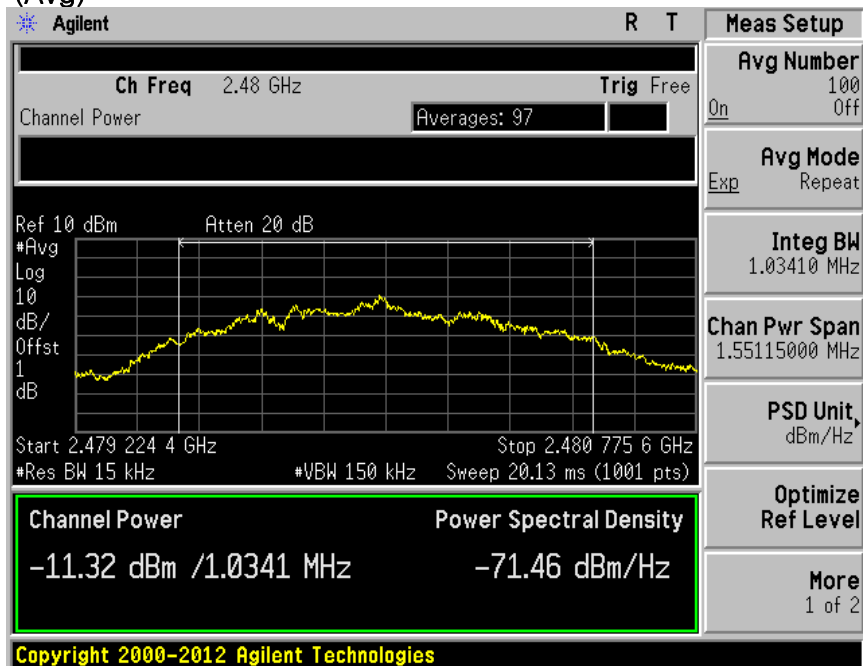 (Avg)
Agilent R T Meas Setup
Ch Freq 2.48 GHz Trig Free
Channel Power Averages: 97
Avg Number
100
On Off
Avg Mode
Exp Repeat
Integ BW
1.03410 MHz
Chan Pwr Span
1.55115000 MHz
PSD Unit
dBm/Hz
Optimize
Ref Level
More
1 of 2
Ref 10 dBm Atten 20 dB
#Avg
Log
10
dB/
Offst
1
dB
Start 2.479 224 4 GHz Stop 2.480 775 6 GHz
#Res BW 15 kHz #VBW 150 kHz Sweep 20.13 ms (1001 pts)
Channel Power Power Spectral Density
-11.32 dBm /1.0341 MHz -71.46 dBm/Hz
Copyright 2000-2012 Agilent Technologies